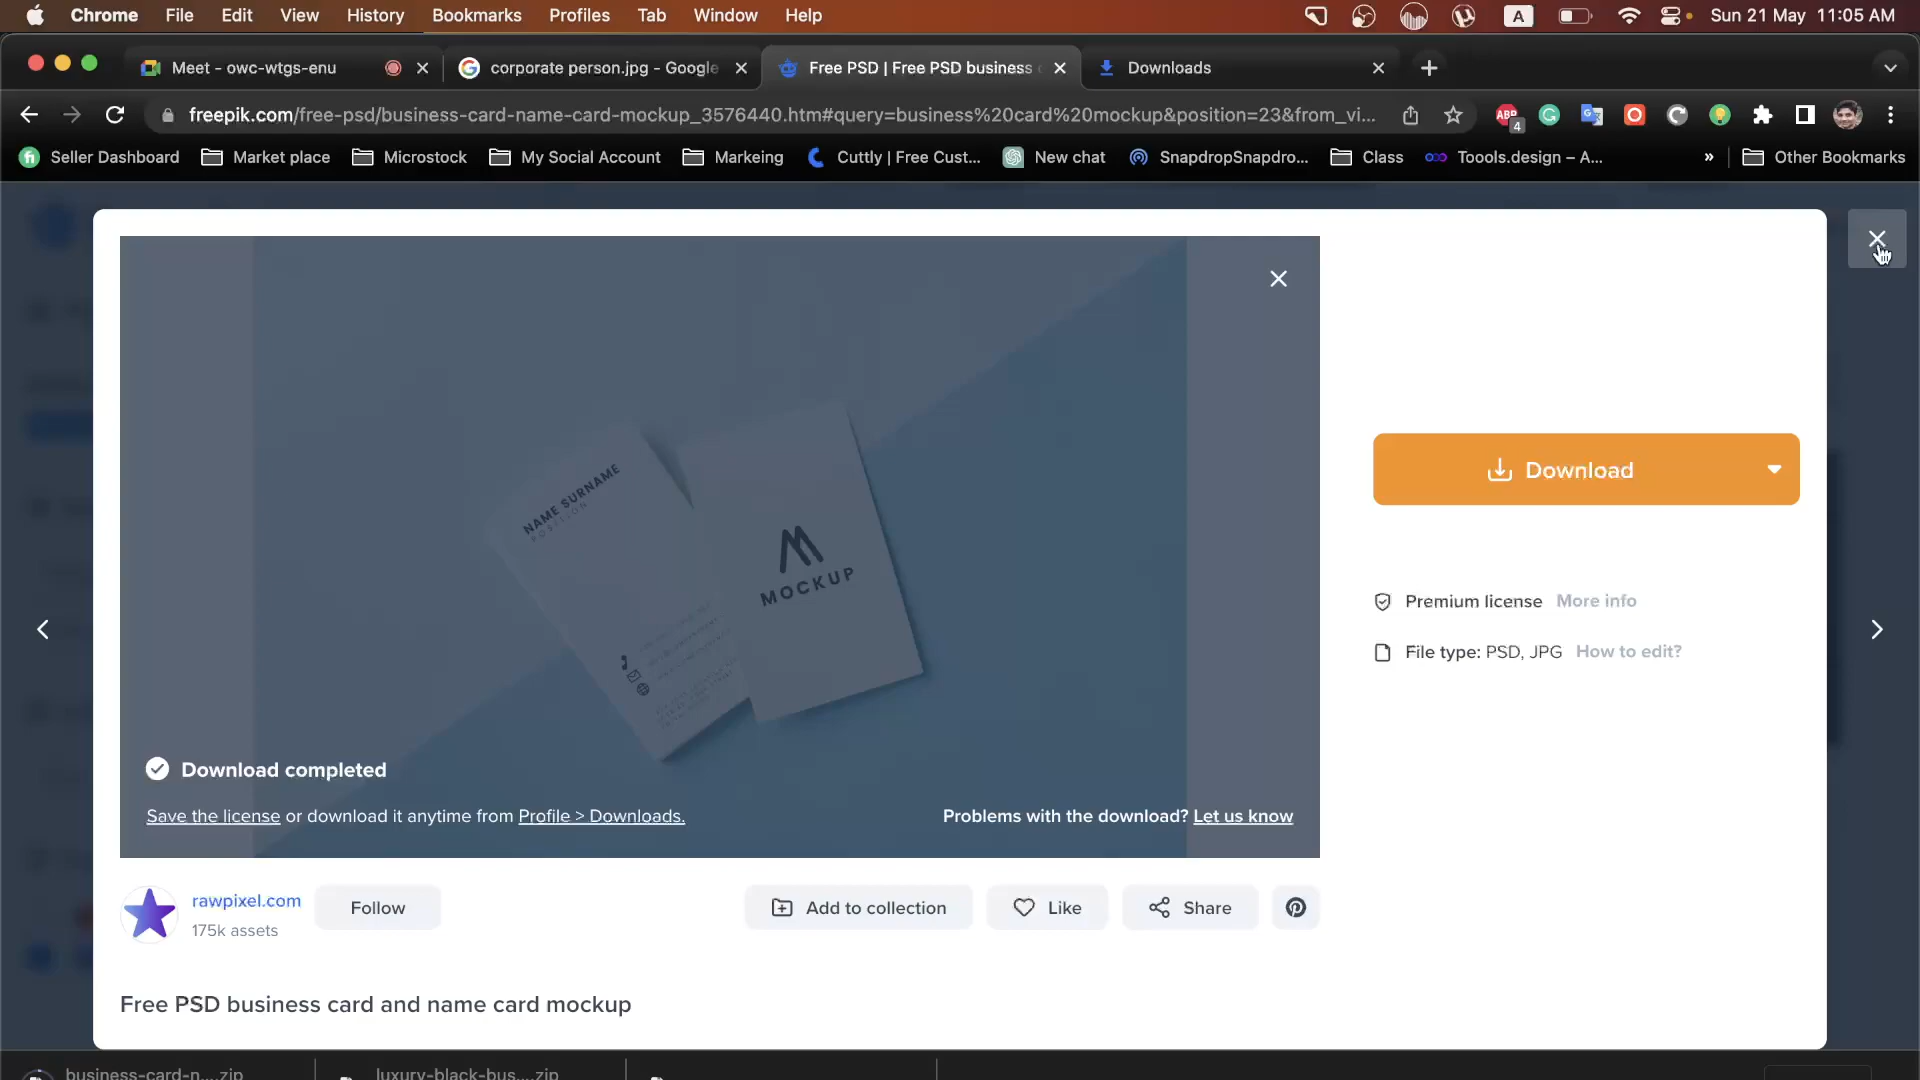 Chrome File Edit View History Bookmarks Profiles Tab Window Help A Sun 21 May 11:05 AM
Meet - owc-wtgs-enu corporate person.jpg - Google Free PSD | Free PSD business Downloads
freepik.com/free-psd/business-card-name-card-mockup_3576440.htm#query=business%20card%20mockup&position=23&from_vi... ABP 4
Seller Dashboard Market place Microstock My Social Account Markeing Cuttly | Free Cust... New chat SnapdropSnapdro... Class Toools.design – A... » Other Bookmarks
NAME SURNAME
POSITION
M
MOCKUP
Download completed
Save the license or download it anytime from Profile > Downloads.
Problems with the download? Let us know
Download
Premium license More info
File type: PSD, JPG How to edit?
rawpixel.com
175k assets
Follow
Add to collection Like Share
Free PSD business card and name card mockup
business-card-n....zip luxury-black-bus....zip